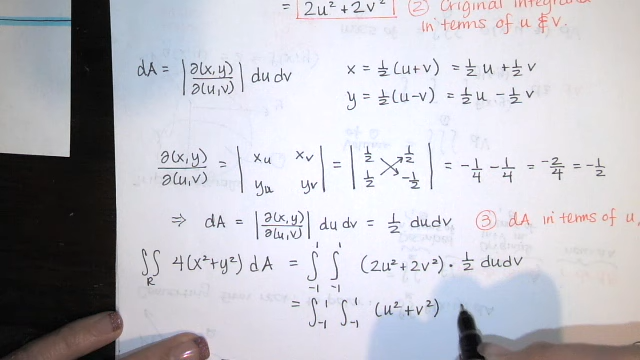 = 2u² + 2v² ② Original integrand
in terms of u & v.
dA = |∂(x,y)/∂(u,v)| du dv x = ½(u+v) = ½u + ½v
y = ½(u-v) = ½u - ½v
∂(x,y)/∂(u,v) = | xu xv yu yv | = | ½ ½ ½ -½ | = -¼ - ¼ = -2/4 = -½
⇒ dA = |∂(x,y)/∂(u,v)| du dv = ½ du dv ③ dA in terms of u,
∬R 4(x²+y²) dA = ∫₋₁¹ ∫₋₁¹ (2u²+2v²) · ½ du dv
= ∫₋₁¹ ∫₋₁¹ (u²+v²)